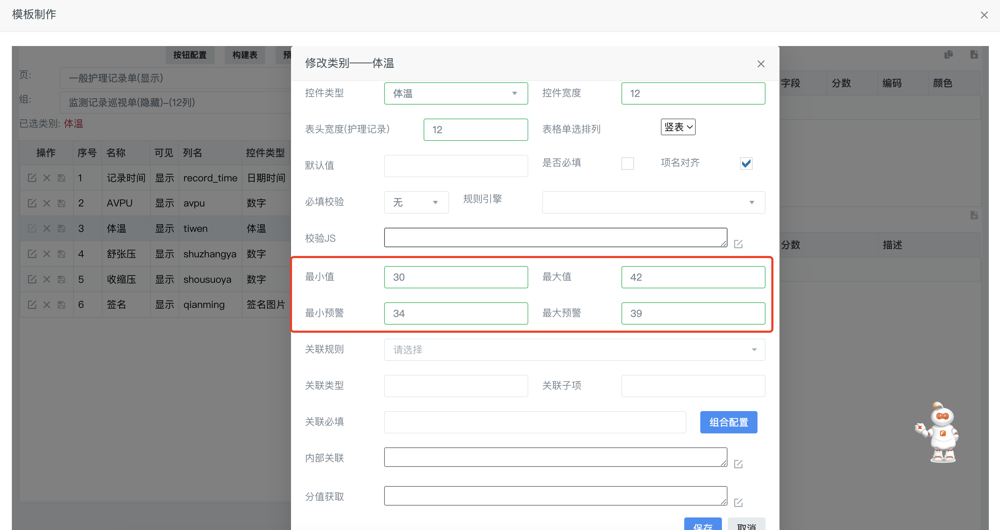 模板制作
按钮配置 构建表 预
页: 一般护理记录单(显示)
组: 监测记录巡视单(隐藏)-(12列)
已选类别: 体温
操作 序号 名称 可见 列名 控件类型
1 记录时间 显示 record_time 日期时间
2 AVPU 显示 avpu 数字
3 体温 显示 tiwen 体温
4 舒张压 显示 shuzhangya 数字
5 收缩压 显示 shousuoya 数字
6 签名 显示 qianming 签名图片
修改类别——体温
控件类型 体温 控件宽度 12
表头宽度(护理记录) 12 表格单选排列 竖表
默认值 是否必填 项名对齐
必填校验 无 规则引擎
校验JS
最小值 30 最大值 42
最小预警 34 最大预警 39
关联规则 请选择
关联类型 关联子项
关联必填 组合配置
内部关联
分值获取
保存 取消
字段 分数 编码 颜色
分数 描述
F